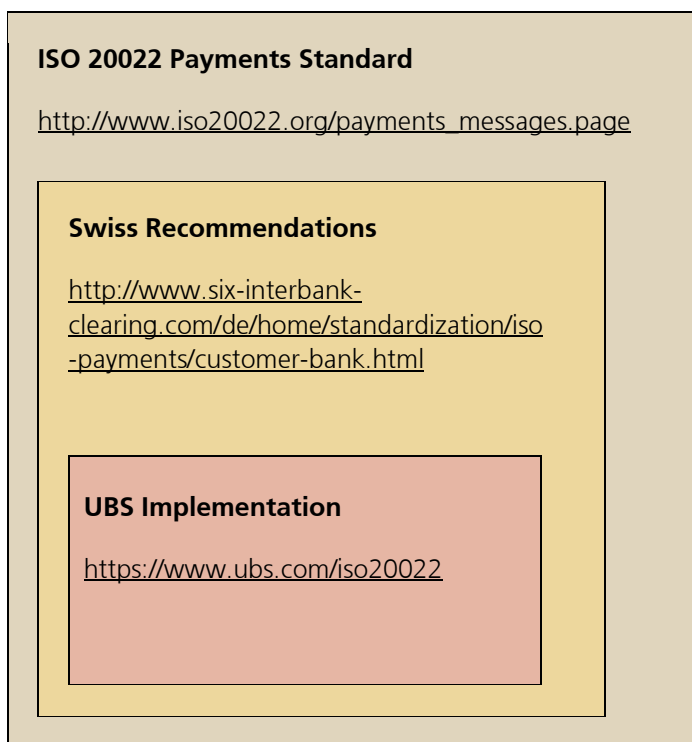 ISO 20022 Payments Standard
http://www.iso20022.org/payments_messages.page
Swiss Recommendations
http://www.six-interbank-
clearing.com/de/home/standardization/iso
-payments/customer-bank.html
UBS Implementation
https://www.ubs.com/iso20022